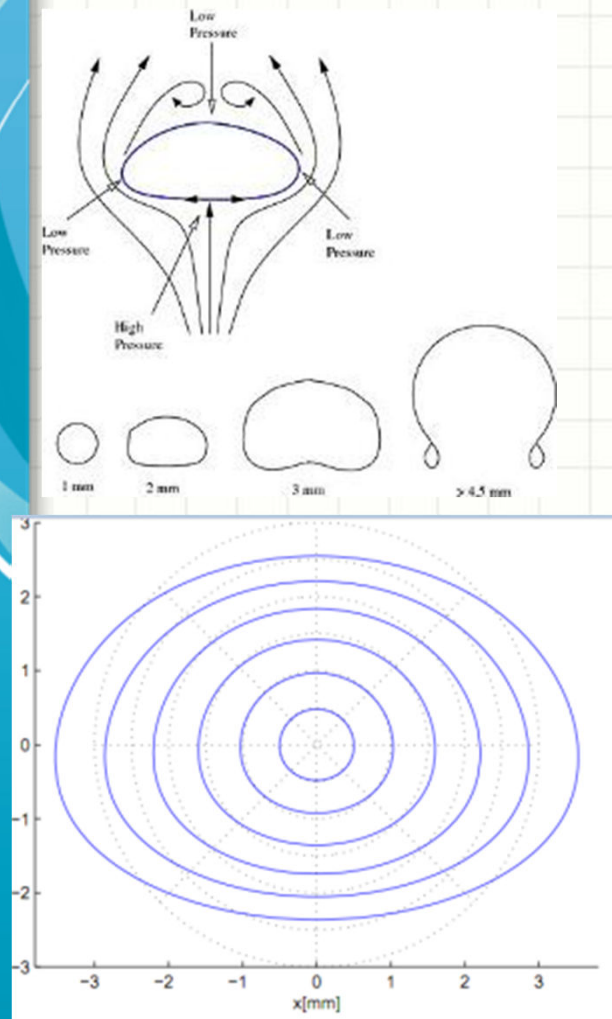 Low
Pressure
Low
Pressure
Low
Pressure
High
Pressure
1 mm
2 mm
3 mm
> 4.5 mm
3
2
1
0
−1
−2
−3
−3
−2
−1
0
1
2
3
x[mm]